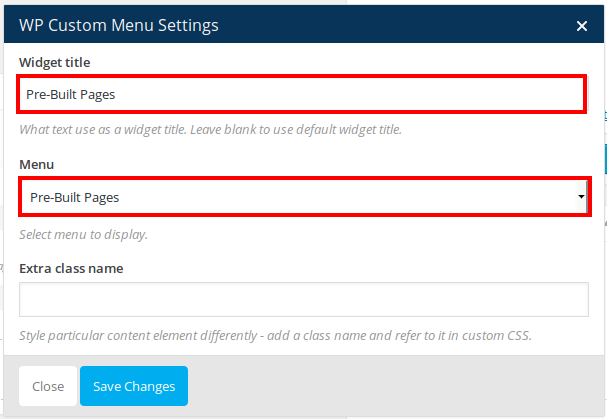 WP Custom Menu Settings
Widget title
Pre-Built Pages
What text use as a widget title. Leave blank to use default widget title.
Menu
Pre-Built Pages
Select menu to display.
Extra class name
Style particular content element differently - add a class name and refer to it in custom CSS.
Close Save Changes